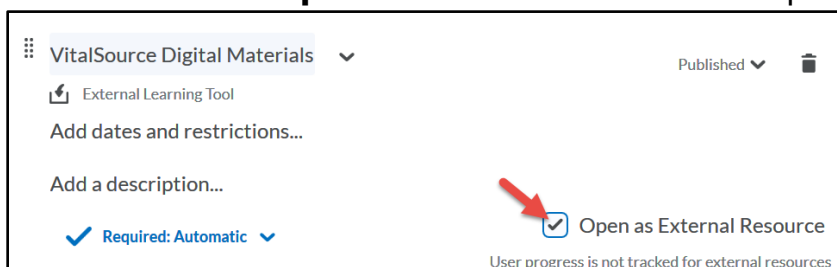 VitalSource Digital Materials
Published
External Learning Tool
Add dates and restrictions...
Add a description...
Required: Automatic
Open as External Resource
User progress is not tracked for external resources